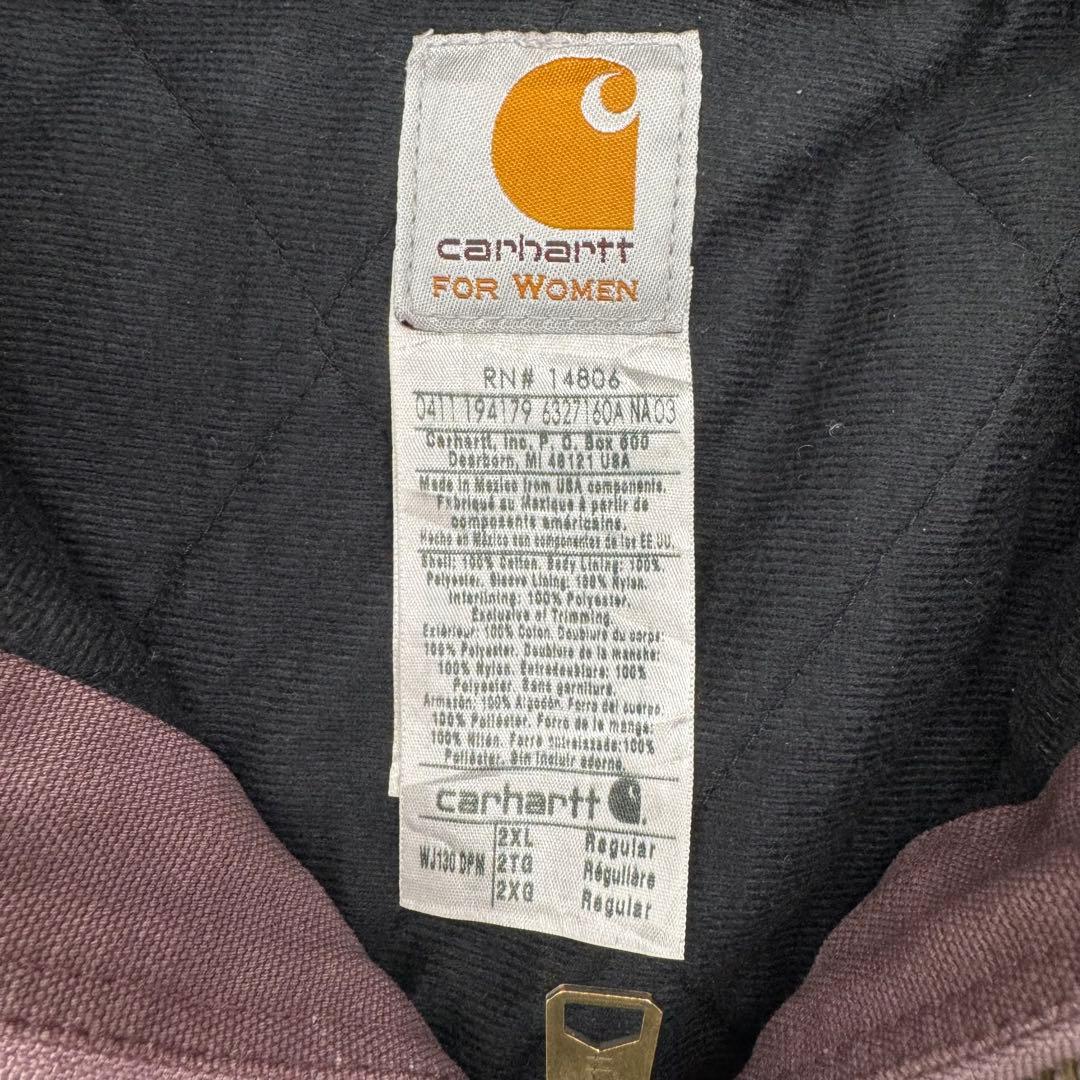 carhartt
FOR WOMEN
RN# 14806
0411 194179 6327160A NA 03
Carhartt, Inc. P. O. Box 600
Dearborn, MI 48121 USA
Made in Mexico from USA components.
Fabriqué au Mexique à partir de
composants américains.
Hecho en México con componentes de los EE.UU.
Shell: 100% Cotton. Body Lining: 100%
Polyester. Sleeve Lining: 100% Nylon.
Interlining: 100% Polyester.
Exclusive of Trimming.
Extérieur: 100% Coton. Doublure du corps:
100% Polyester. Doublure de la manche:
100% Nylon. Entredoublure: 100%
Polyester. Sans garniture.
Armazón: 100% Algodón. Forro del cuerpo:
100% Poliéster. Forro de la manga:
100% Nilón. Forro entrelazado: 100%
Poliéster. Sin incluir adorno.
carhartt
WJ130 DPM
2XL Regular
2TG Régulière
2XG Regular